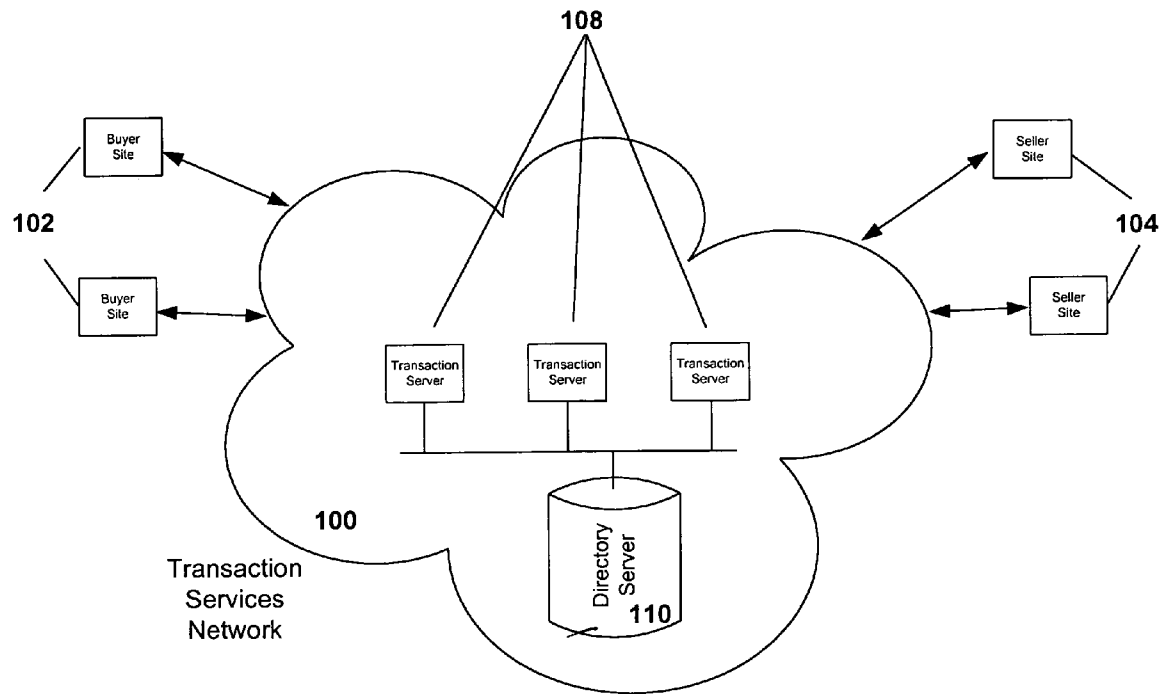 108
Buyer
Site
Seller
Site
102
104
Buyer
Site
Seller
Site
Transaction
Server
Transaction
Server
Transaction
Server
100
Transaction
Services
Network
Directory
Server
110